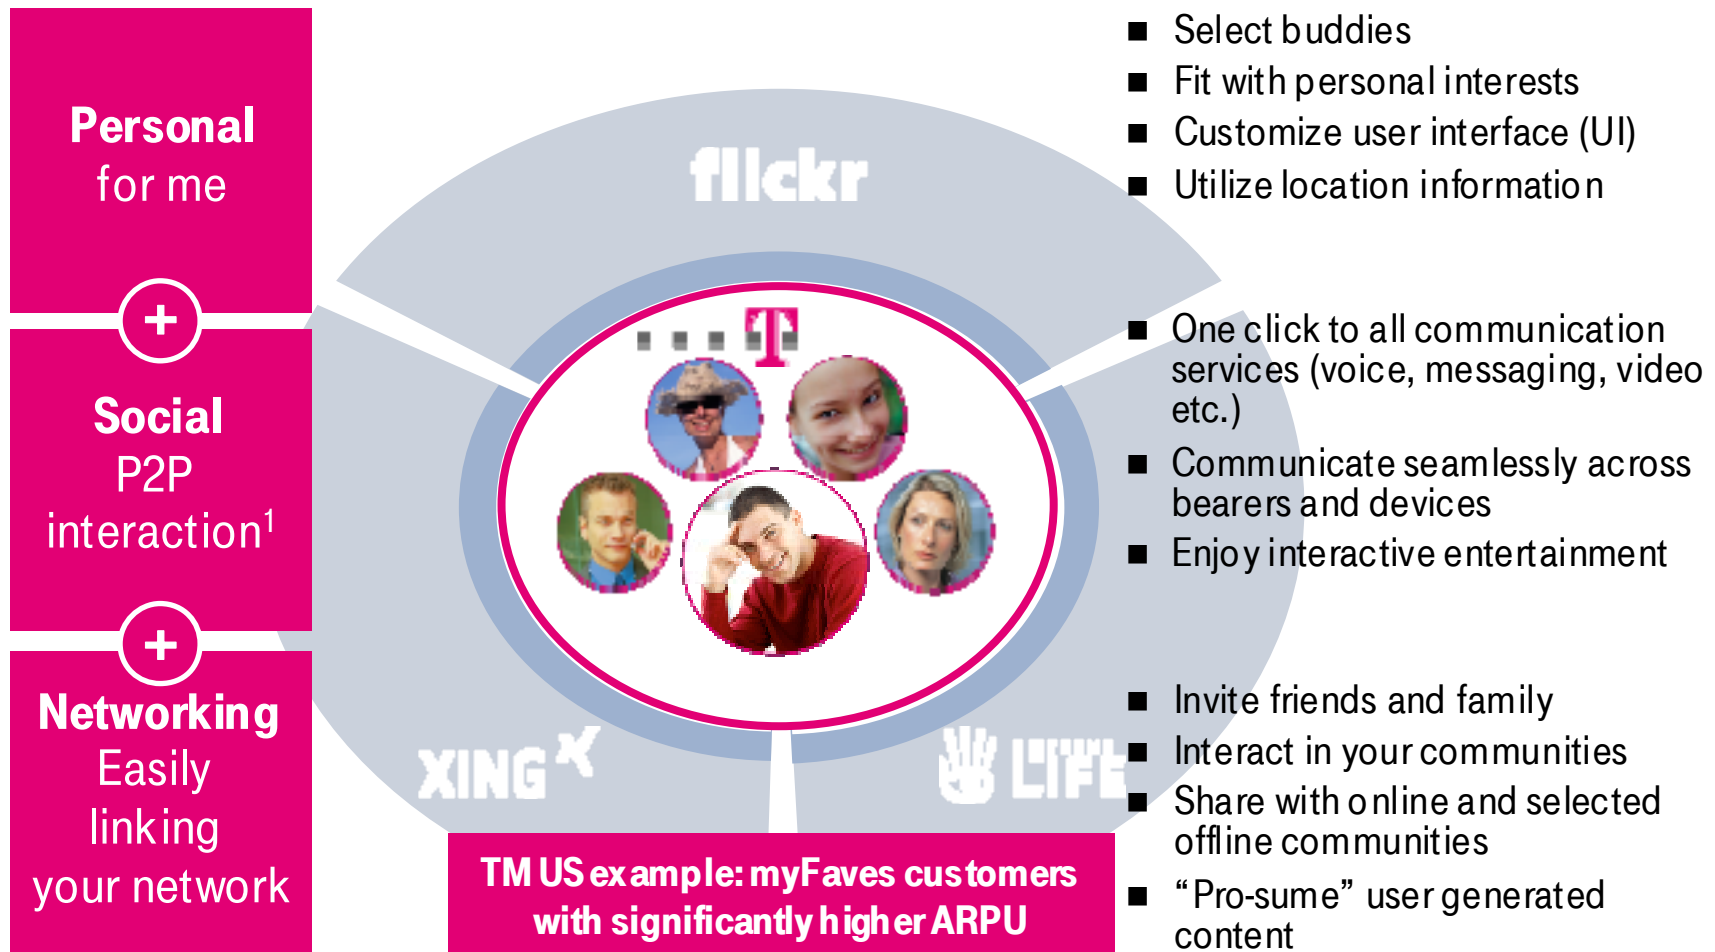 Personal
for me
+
Social
P2P
interaction¹
+
Networking
Easily
linking
your network
flickr
T
XING
LIFE
TM US example: myFaves customers
with significantly higher ARPU
■ Select buddies
■ Fit with personal interests
■ Customize user interface (UI)
■ Utilize location information
■ One click to all communication
services (voice, messaging, video
etc.)
■ Communicate seamlessly across
bearers and devices
■ Enjoy interactive entertainment
■ Invite friends and family
■ Interact in your communities
■ Share with online and selected
offline communities
■ “Pro-sume” user generated
content